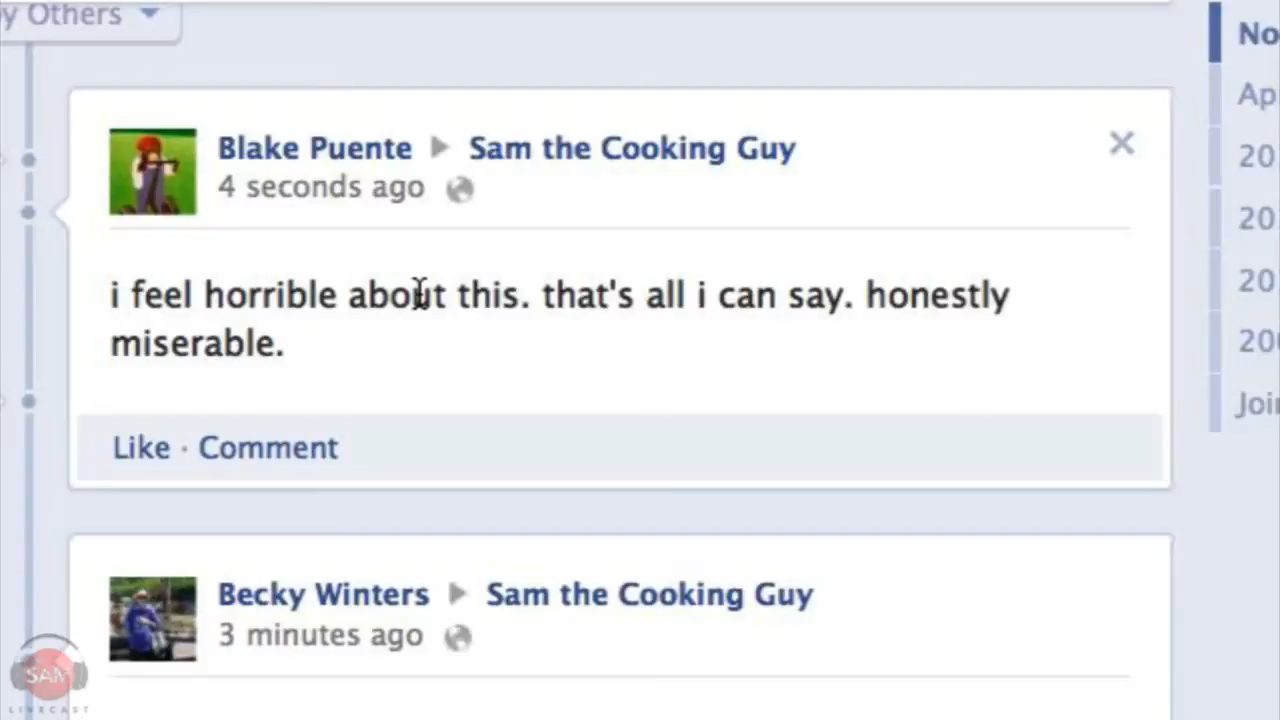 y Others
No
Blake Puente Sam the Cooking Guy
4 seconds ago
Ap
20
i feel horrible about this. that's all i can say. honestly
miserable.
20
20
20
Joi
Like · Comment
Becky Winters Sam the Cooking Guy
3 minutes ago
SAM
LIVECAST